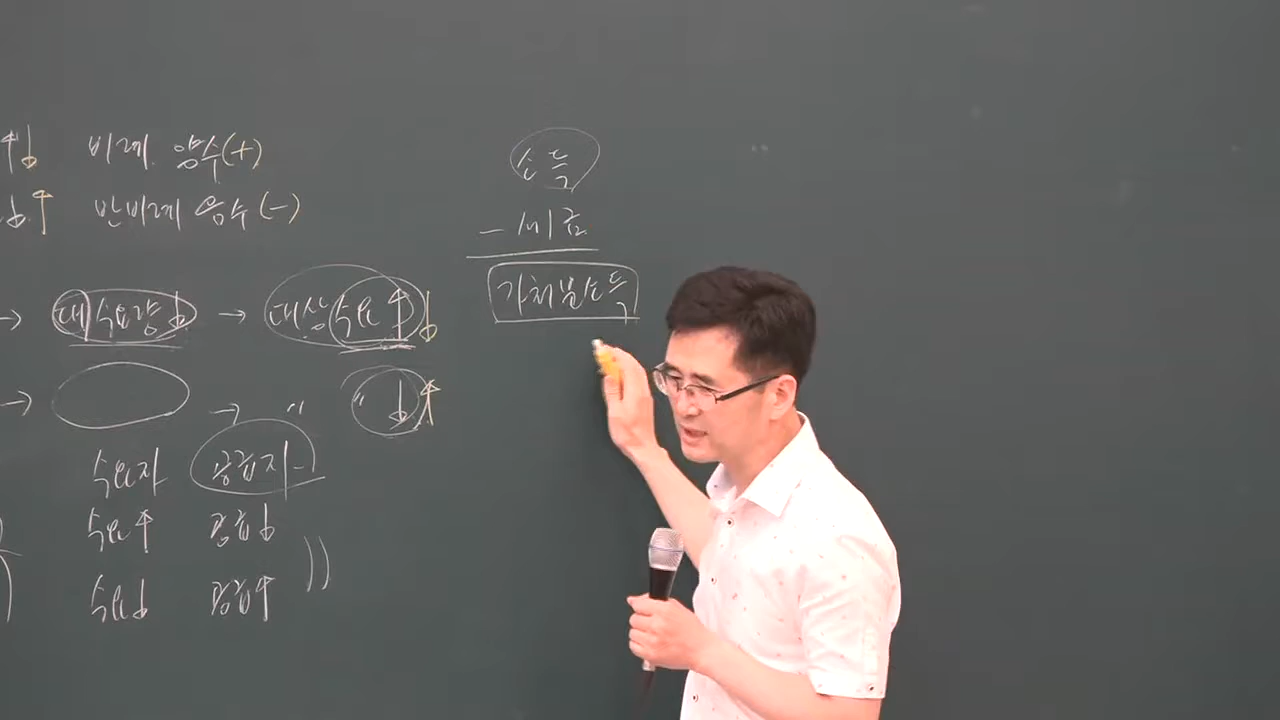 ↑↓ 비례 양수(+)
↓↑ 반비례 음수(-)
→ 대수요량↓ → 대상수요↑↓
→ → " " ↓↑
수요자 공급자
수요↑ 공급↓
수요↓ 공급↑
소득
- 세금
가처분소득